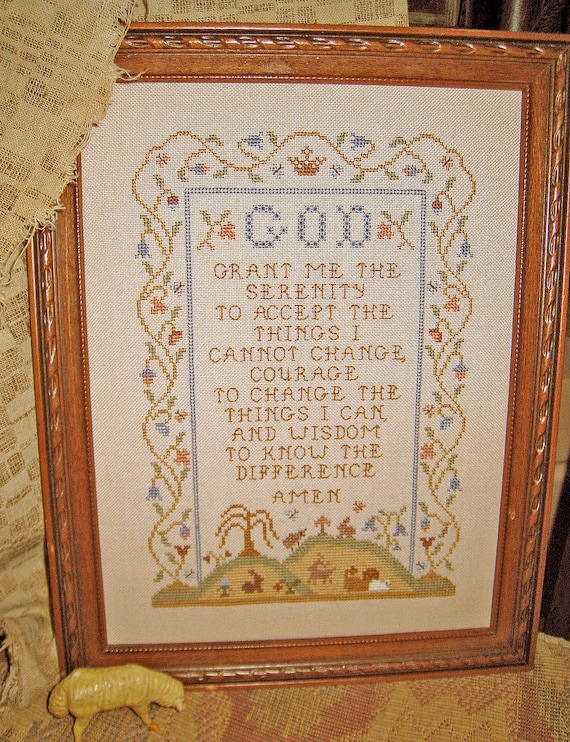 GOD
GRANT ME THE
SERENITY
TO ACCEPT THE
THINGS I
CANNOT CHANGE,
COURAGE
TO CHANGE THE
THINGS I CAN
AND WISDOM
TO KNOW THE
DIFFERENCE
AMEN